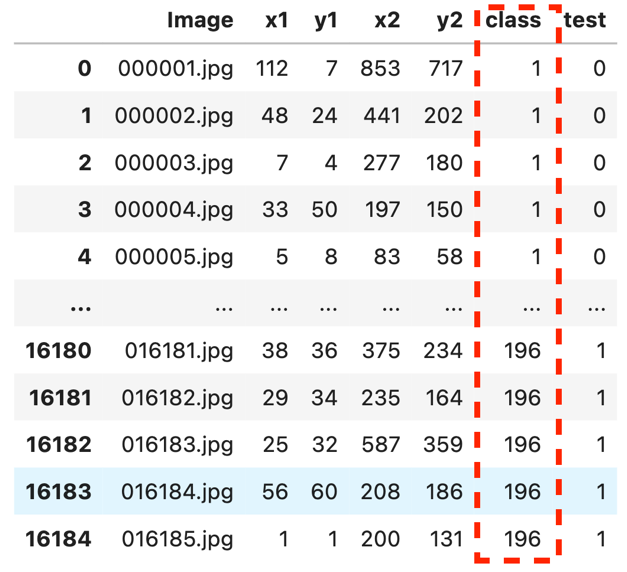 Image x1 y1 x2 y2 class test
0 000001.jpg 112 7 853 717 1 0
1 000002.jpg 48 24 441 202 1 0
2 000003.jpg 7 4 277 180 1 0
3 000004.jpg 33 50 197 150 1 0
4 000005.jpg 5 8 83 58 1 0
... ... ... ... ... ... ... ...
16180 016181.jpg 38 36 375 234 196 1
16181 016182.jpg 29 34 235 164 196 1
16182 016183.jpg 25 32 587 359 196 1
16183 016184.jpg 56 60 208 186 196 1
16184 016185.jpg 1 1 200 131 196 1